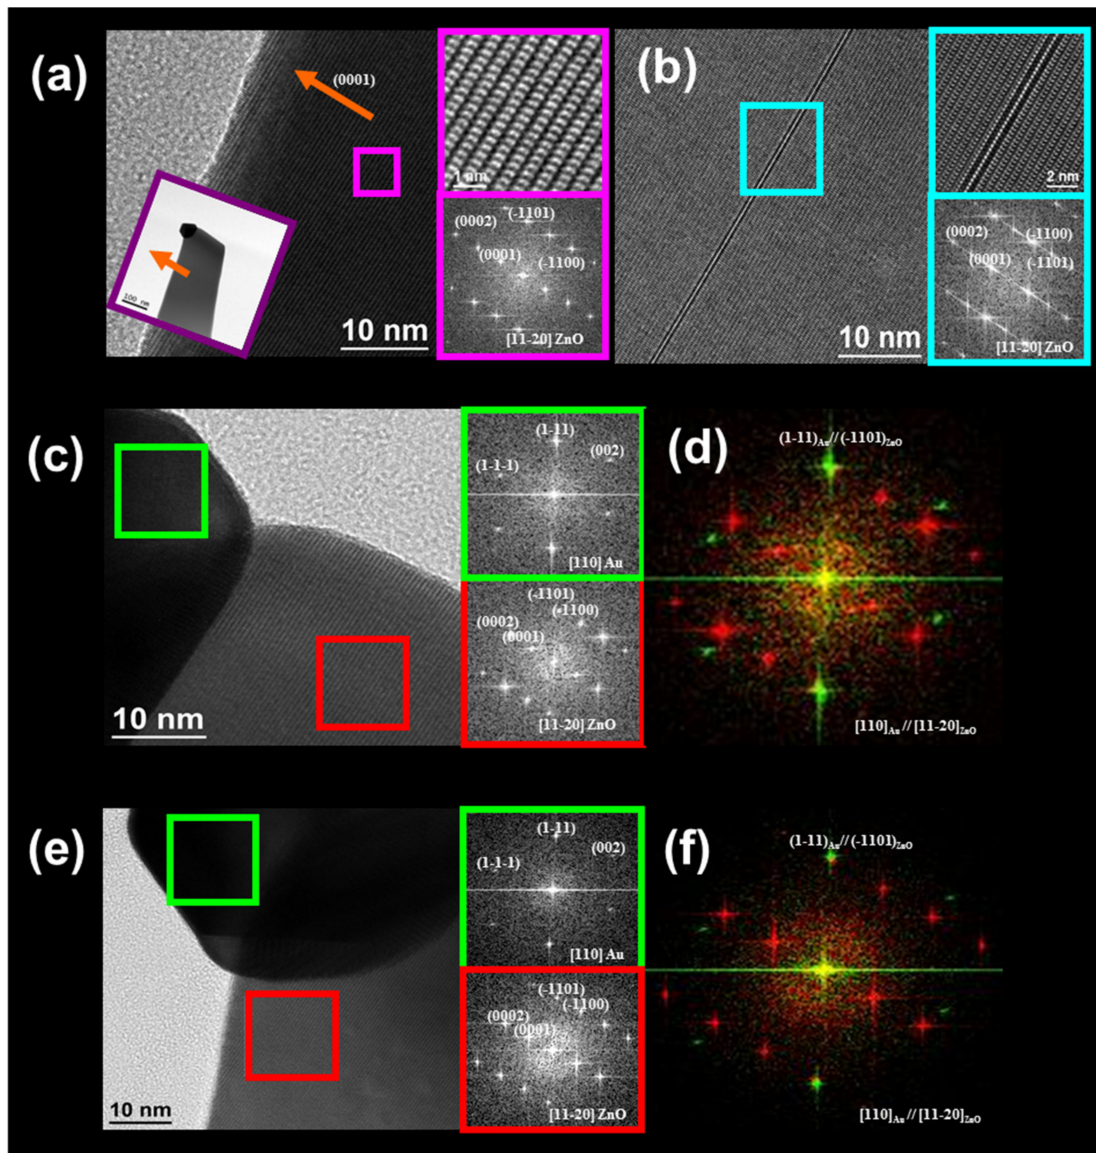 (a)
(0001)
100 nm
10 nm
1 nm
(-1101)
(0002)
(0001)
(-1100)
[11-20] ZnO
(b)
10 nm
2 nm
(0002)
(-1100)
(0001)
(-1101)
[11-20] ZnO
(c)
10 nm
(1-11)
(002)
(1-1-1)
[110] Au
(-1101)
(-1100)
(0002)
(0001)
[11-20] ZnO
(d)
(1-11)Au//(-1101)ZnO
[110]Au//[11-20]ZnO
(e)
10 nm
(1-11)
(002)
(1-1-1)
[110] Au
(-1101)
(-1100)
(0002)
(0001)
[11-20] ZnO
(f)
(1-11)Au//(-1101)ZnO
[110]Au//[11-20]ZnO